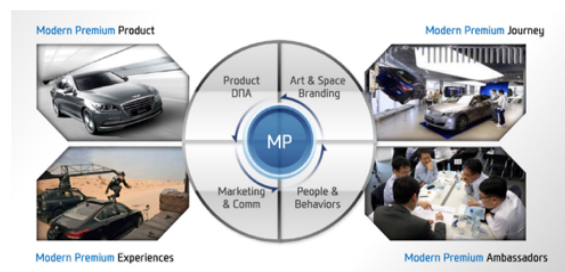 Modern Premium Product
Modern Premium Journey
Product
DNA
Art & Space
Branding
MP
Marketing
& Comm
People &
Behaviors
Modern Premium Experiences
Modern Premium Ambassadors